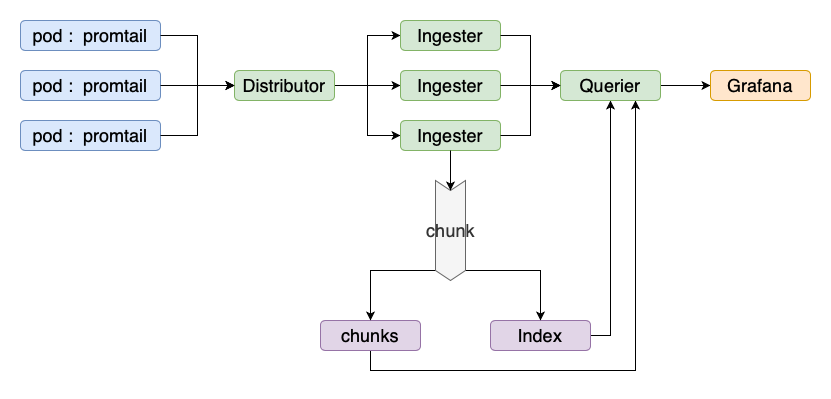 pod： promtail
Ingester
pod： promtail
Distributor
Ingester
Querier
Grafana
pod： promtail
Ingester
chunk
chunks
Index